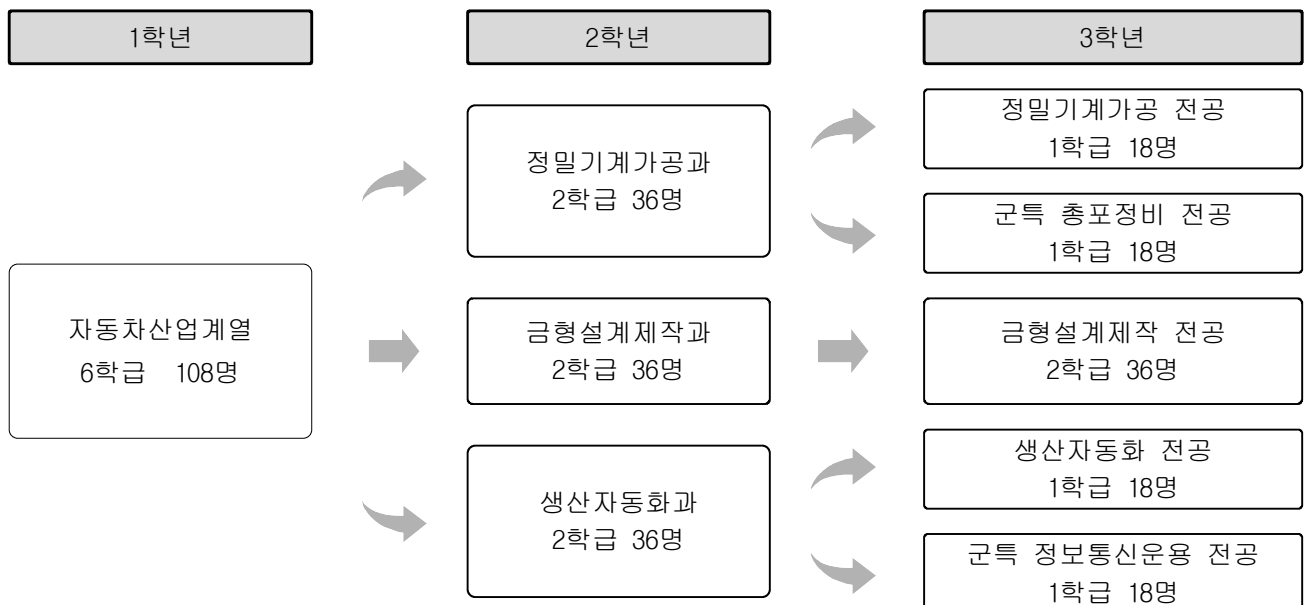 1학년
2학년
3학년
자동차산업계열
6학급 108명
정밀기계가공과
2학급 36명
금형설계제작과
2학급 36명
생산자동화과
2학급 36명
정밀기계가공 전공
1학급 18명
군특 총포정비 전공
1학급 18명
금형설계제작 전공
2학급 36명
생산자동화 전공
1학급 18명
군특 정보통신운용 전공
1학급 18명